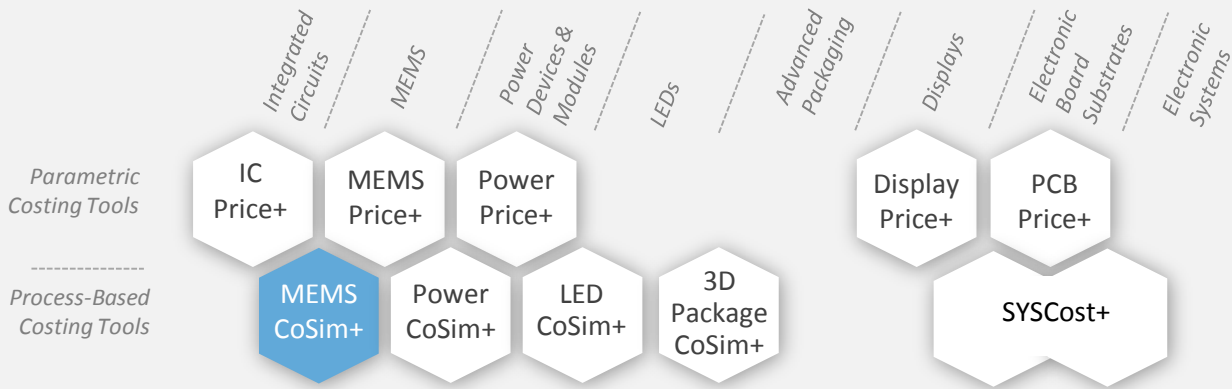 Integrated
Circuits
MEMS
Power
Devices &
Modules
LEDs
Advanced
Packaging
Displays
Electronic
Board
Substrates
Electronic
Systems
Parametric
Costing Tools
IC
Price+
MEMS
Price+
Power
Price+
Display
Price+
PCB
Price+
Process-Based
Costing Tools
MEMS
CoSim+
Power
CoSim+
LED
CoSim+
3D
Package
CoSim+
SYSCost+